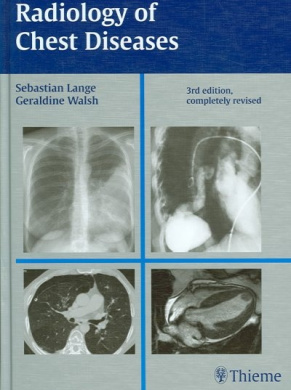 Radiology of
Chest Diseases
Sebastian Lange
Geraldine Walsh
3rd edition,
completely revised
Thieme